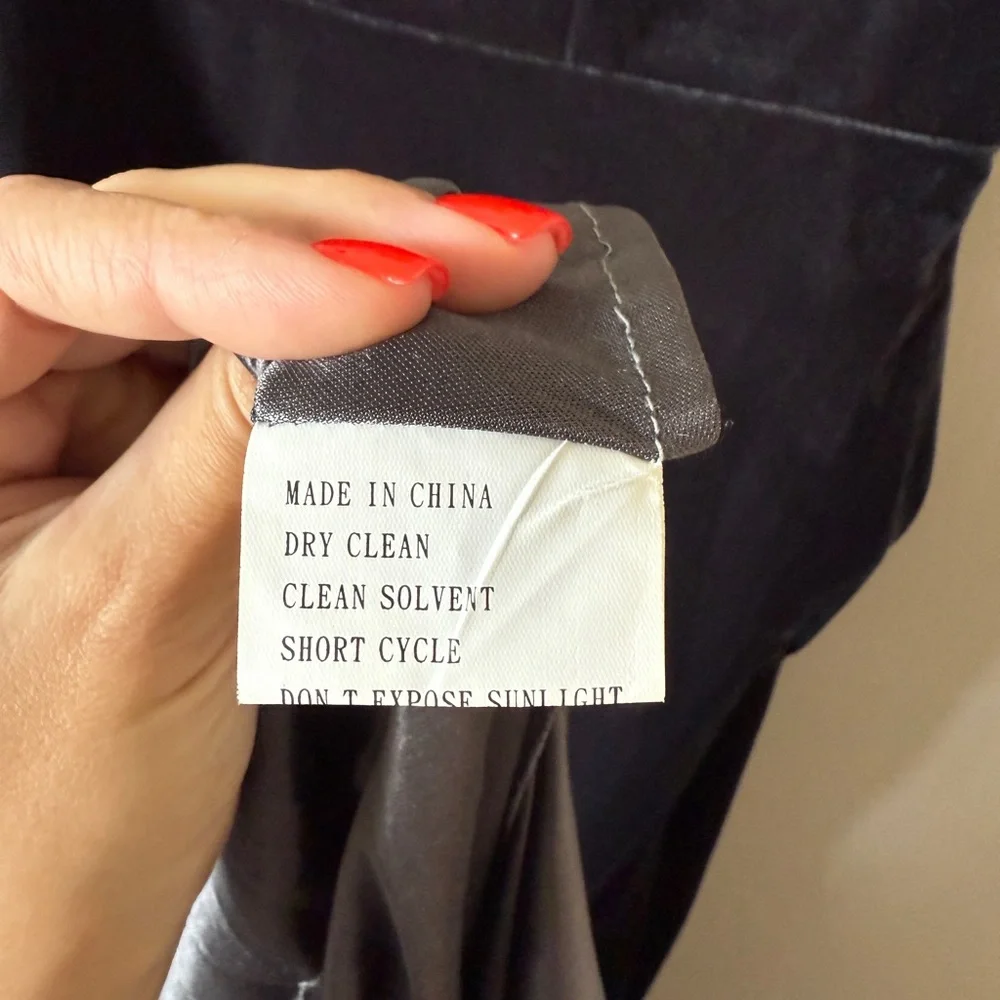 MADE IN CHINA
DRY CLEAN
CLEAN SOLVENT
SHORT CYCLE
DON T EXPOSE SUNLIGHT